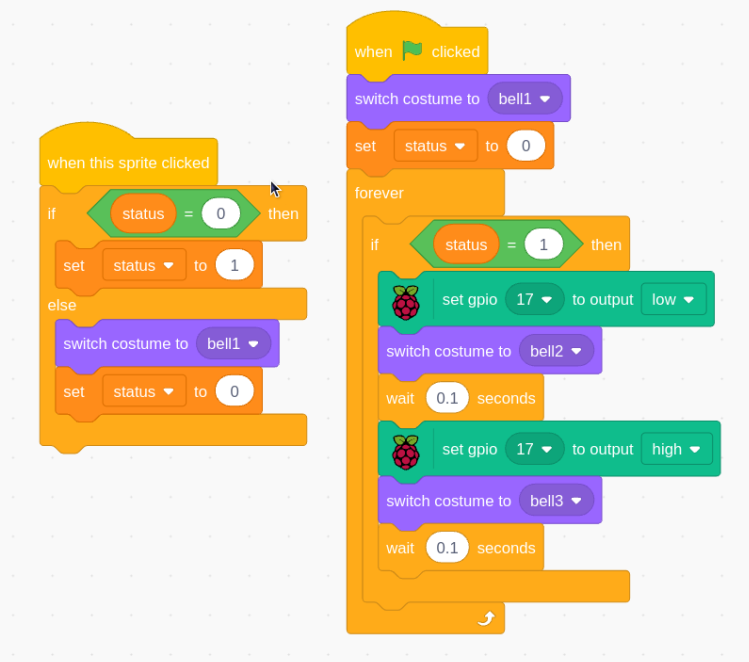 when this sprite clicked
if status = 0 then
set status to 1
else
switch costume to bell1
set status to 0
when clicked
switch costume to bell1
set status to 0
forever
if status = 1 then
set gpio 17 to output low
switch costume to bell2
wait 0.1 seconds
set gpio 17 to output high
switch costume to bell3
wait 0.1 seconds